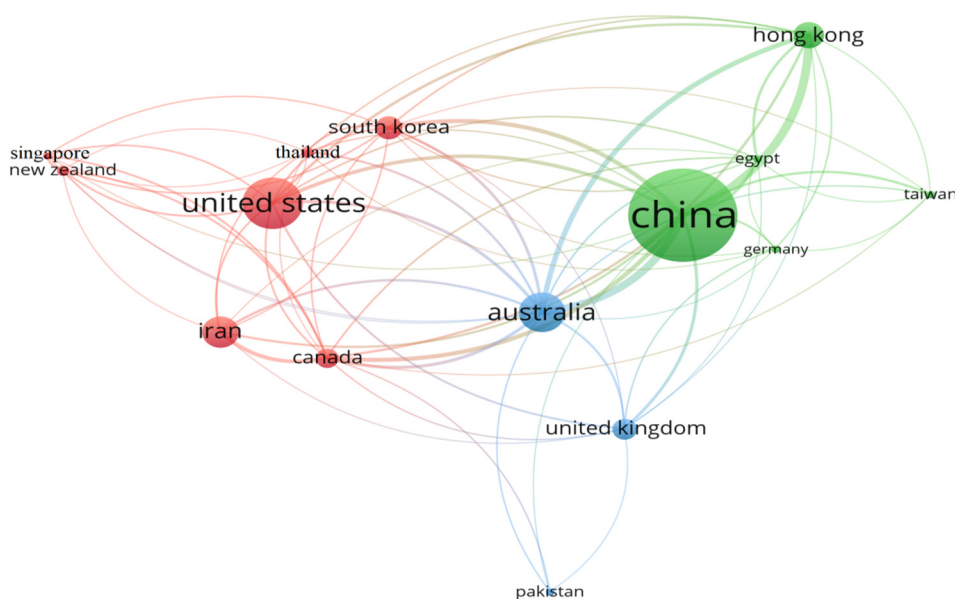 hong kong
south korea
thailand
singapore
new zealand
egypt
united states
china
taiwan
germany
australia
iran
canada
united kingdom
pakistan